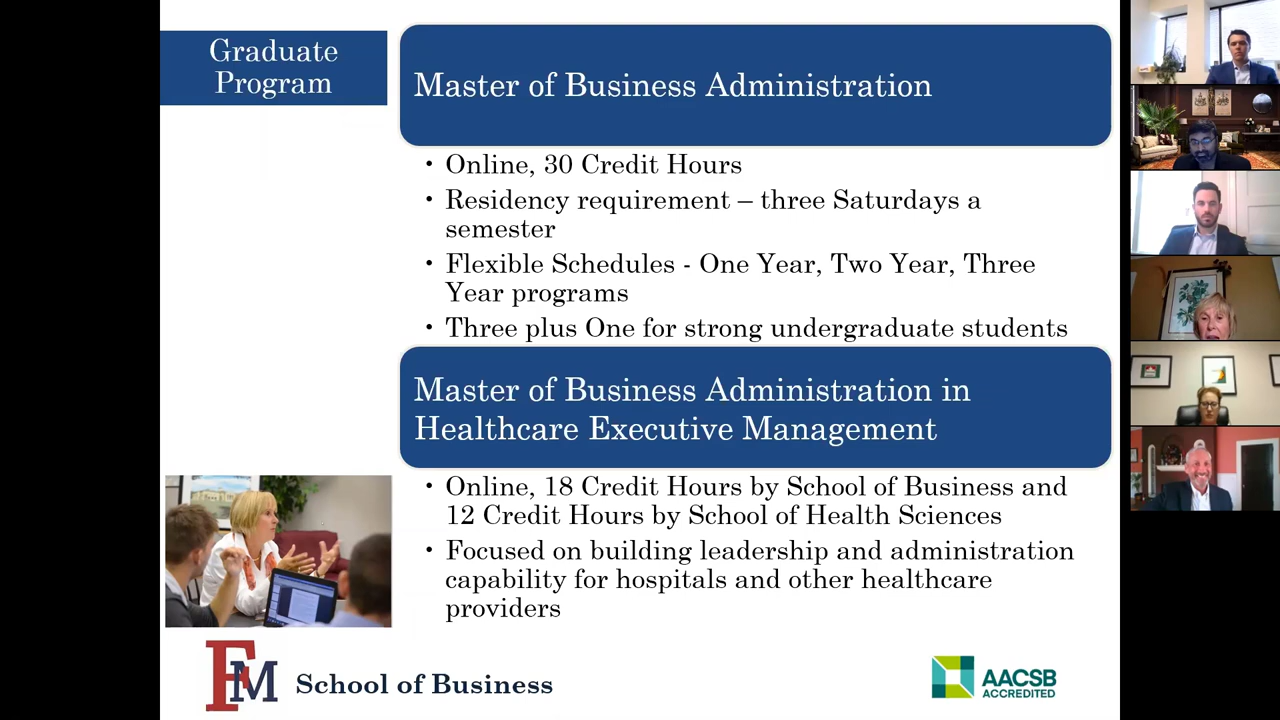 Graduate
Program
Master of Business Administration
• Online, 30 Credit Hours
• Residency requirement – three Saturdays a
semester
• Flexible Schedules - One Year, Two Year, Three
Year programs
• Three plus One for strong undergraduate students
Master of Business Administration in
Healthcare Executive Management
• Online, 18 Credit Hours by School of Business and
12 Credit Hours by School of Health Sciences
• Focused on building leadership and administration
capability for hospitals and other healthcare
providers
FM School of Business
AACSB
ACCREDITED